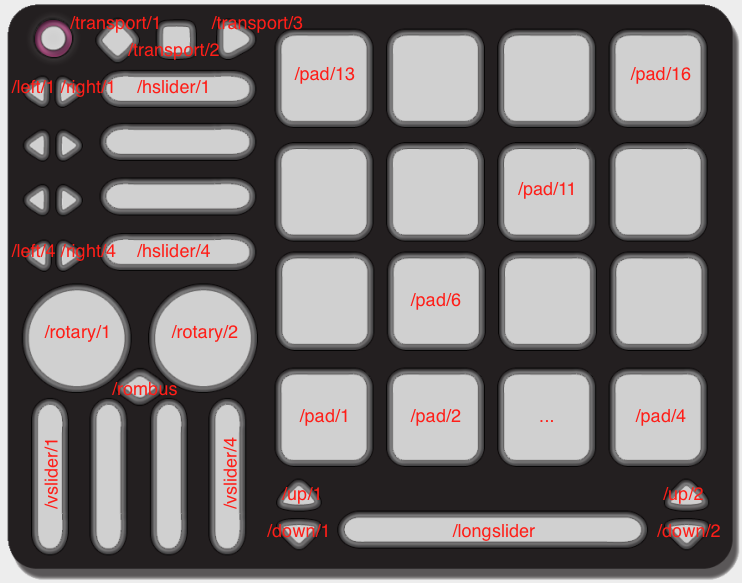 /transport/1
/transport/3
/transport/2
/left/1
/right/1
/hslider/1
/pad/13
/pad/16
/pad/11
/left/4
/right/4
/hslider/4
/pad/6
/rotary/1
/rotary/2
/rombus
/pad/1
/pad/2
...
/pad/4
/vslider/1
/vslider/4
/up/1
/up/2
/down/1
/longslider
/down/2